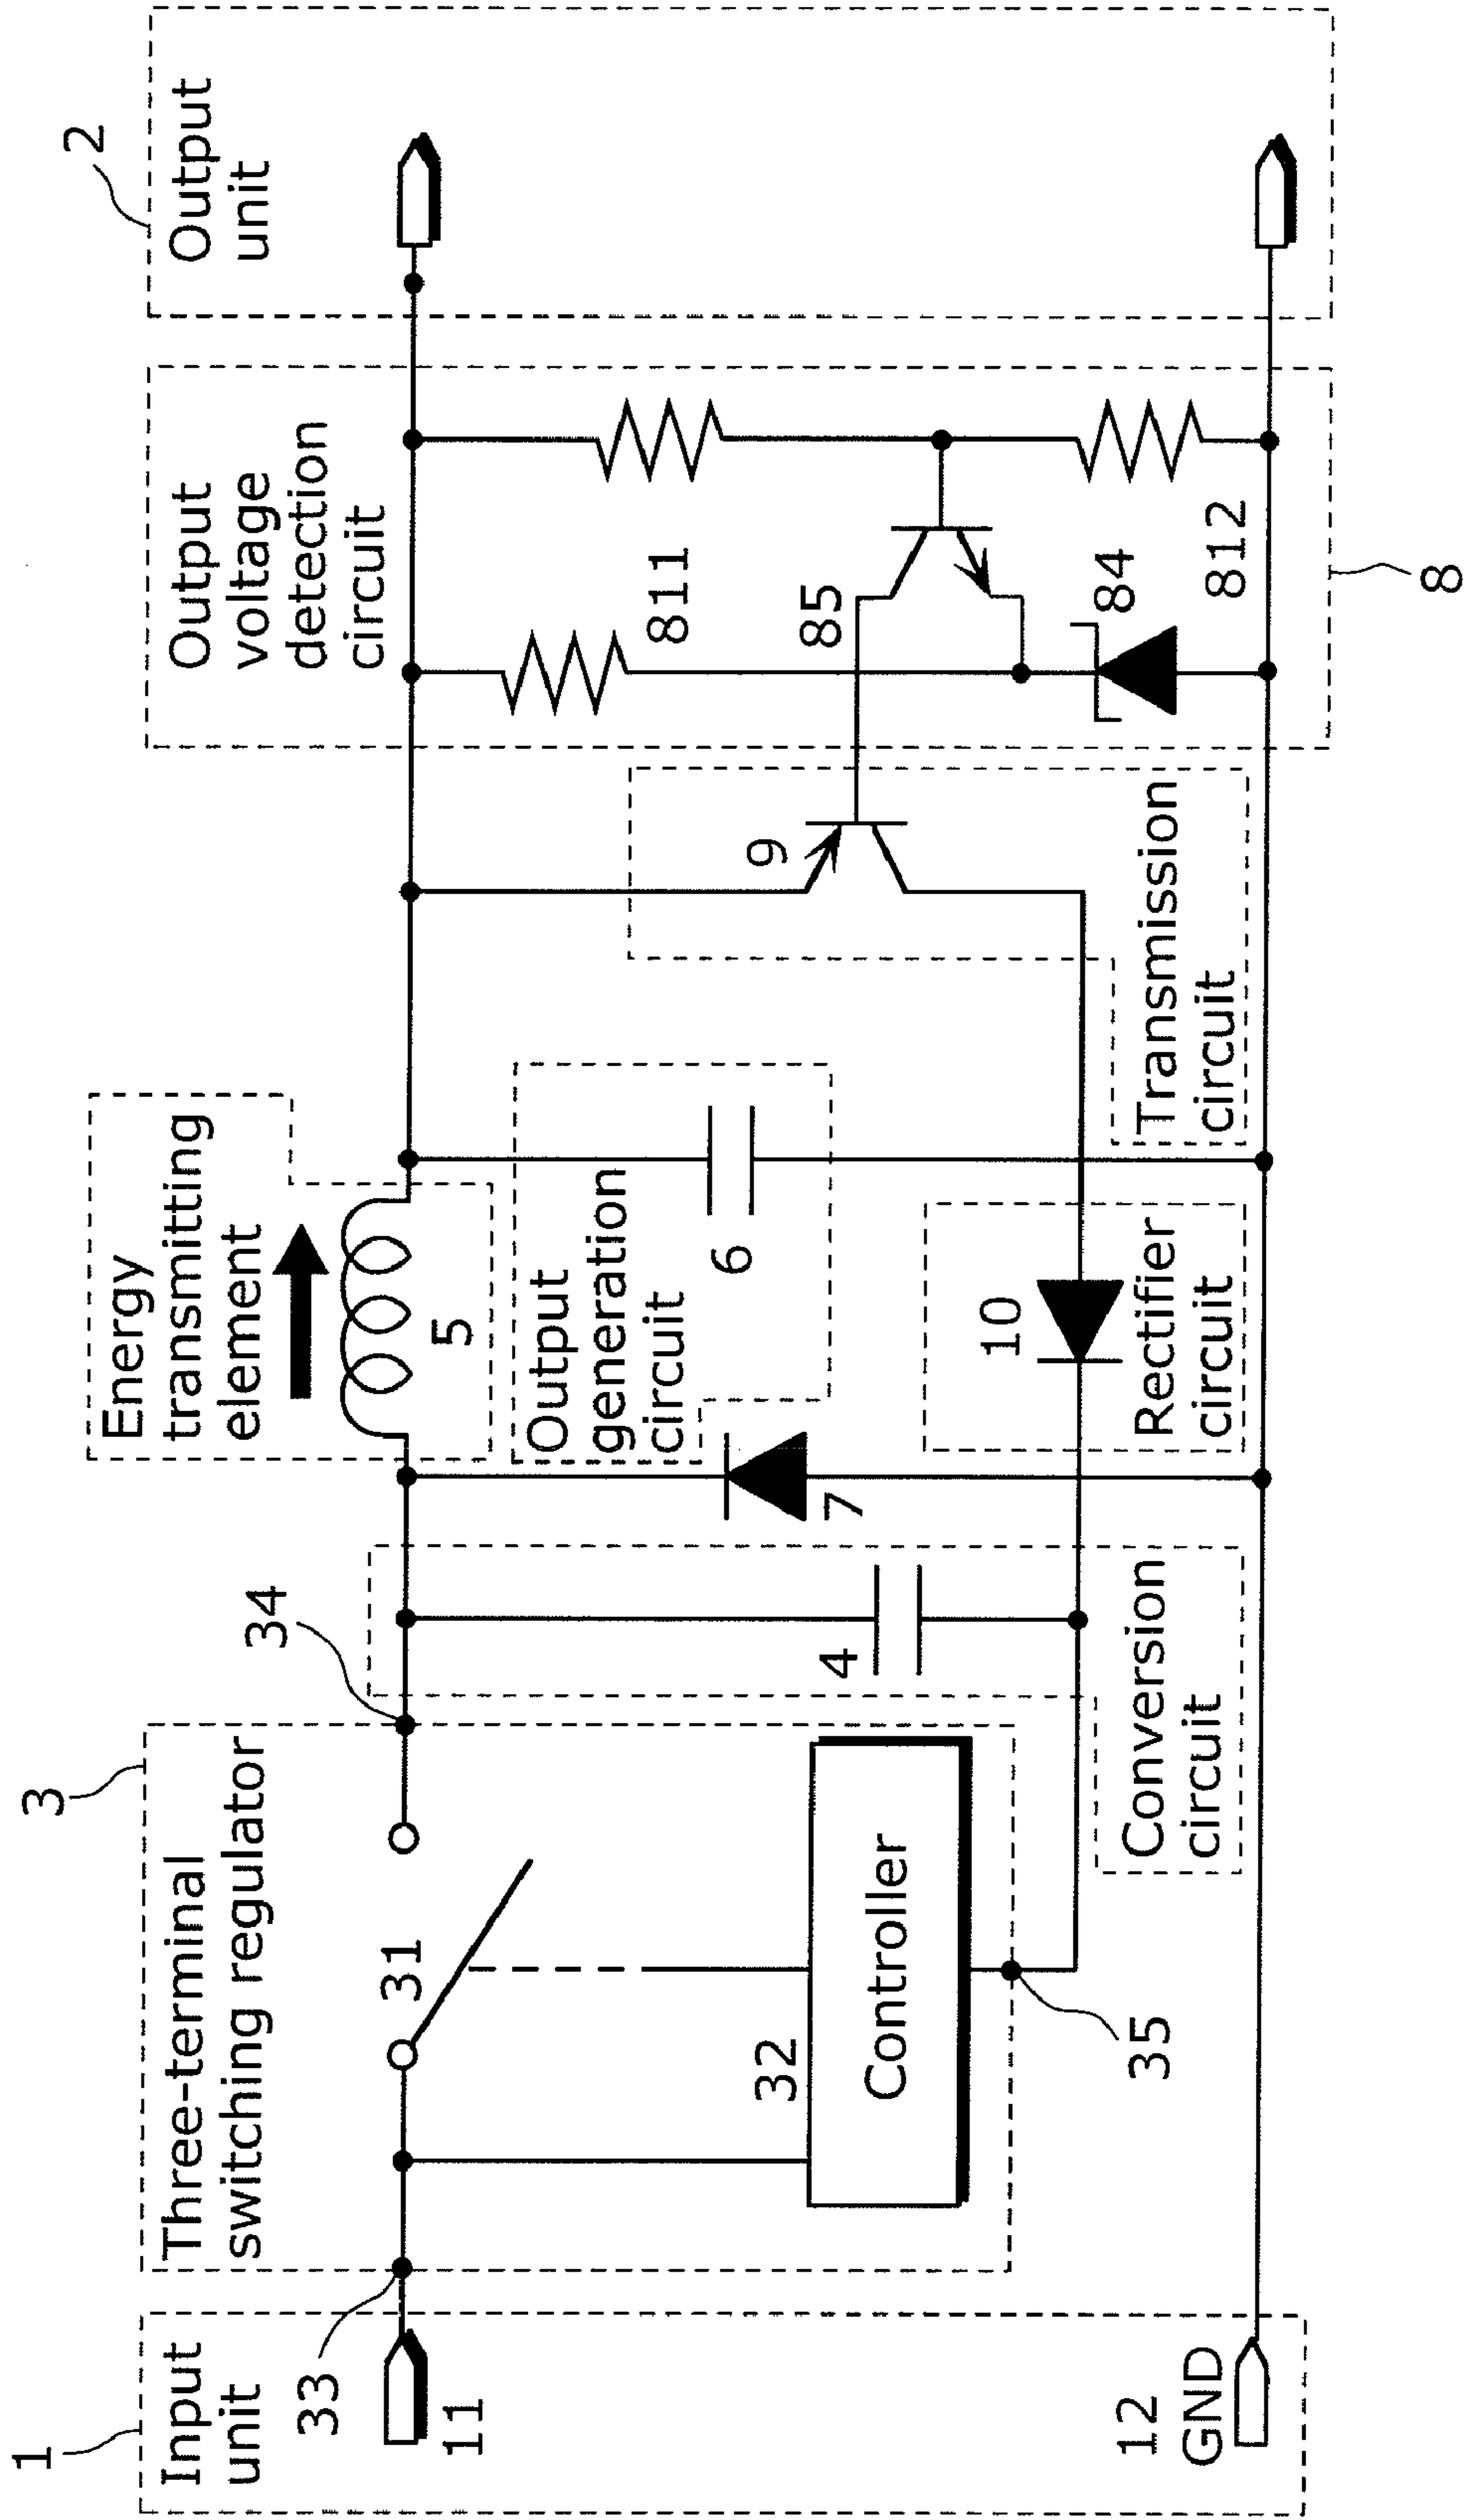 1
Input
unit
33
11
12
GND
3
Three-terminal
switching regulator
31
32
Controller
34
35
4
Conversion
circuit
7
Energy
transmitting
element
5
Output
generation
circuit
6
10
Rectifier
circuit
9
Transmission
circuit
Output
voltage
detection
circuit
811
85
84
812
8
2
Output
unit